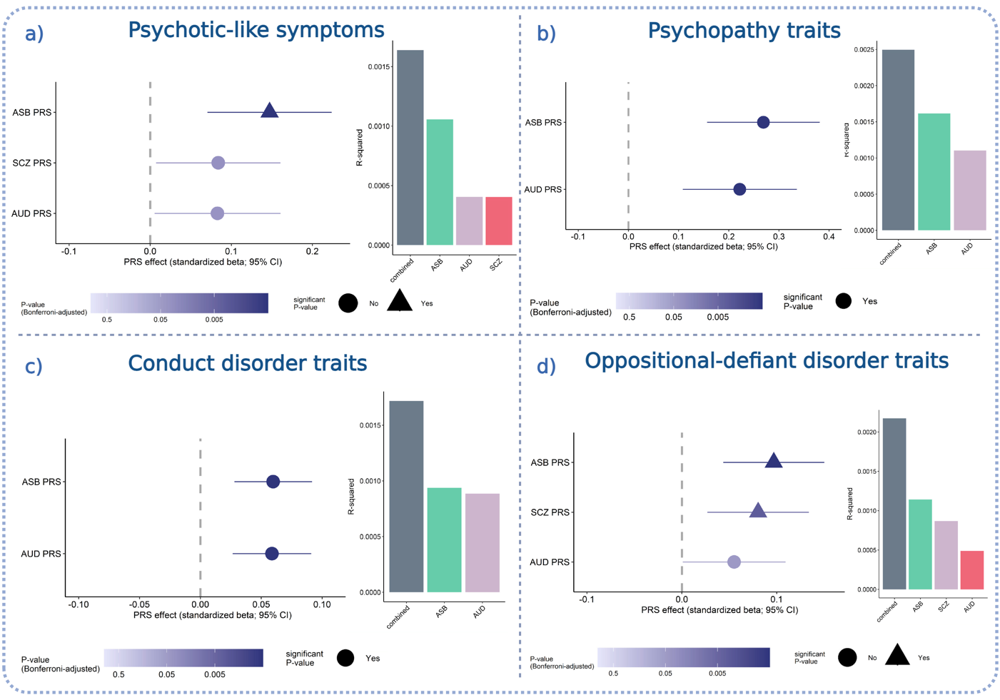 a)
Psychotic-like symptoms
ASB PRS
SCZ PRS
AUD PRS
-0.1
0.0
0.1
0.2
PRS effect (standardized beta; 95% CI)
0.0015
0.0010
0.0005
0.0000
R-squared
combined
ASB
AUD
SCZ
P-value
(Bonferroni-adjusted)
0.5
0.05
0.005
significant
P-value
No
Yes
b)
Psychopathy traits
ASB PRS
AUD PRS
-0.1
0.0
0.1
0.2
0.3
0.4
PRS effect (standardized beta; 95% CI)
0.0025
0.0020
0.0015
0.0010
0.0005
0.0000
R-squared
combined
ASB
AUD
P-value
(Bonferroni-adjusted)
0.5
0.05
0.005
significant
P-value
Yes
c)
Conduct disorder traits
ASB PRS
AUD PRS
-0.10
-0.05
0.00
0.05
0.10
PRS effect (standardized beta; 95% CI)
0.0015
0.0010
0.0005
0.0000
R-squared
combined
ASB
AUD
P-value
(Bonferroni-adjusted)
0.5
0.05
0.005
significant
P-value
Yes
d)
Oppositional-defiant disorder traits
ASB PRS
SCZ PRS
AUD PRS
-0.1
0.0
0.1
PRS effect (standardized beta; 95% CI)
0.0020
0.0015
0.0010
0.0005
0.0000
R-squared
combined
ASB
SCZ
AUD
P-value
(Bonferroni-adjusted)
0.5
0.05
0.005
significant
P-value
No
Yes